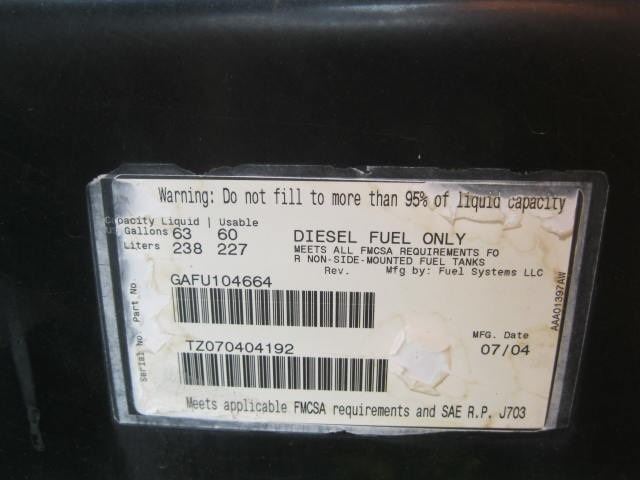 Warning: Do not fill to more than 95% of liquid capacity
Capacity Liquid | Usable
Gallons 63 60
Liters 238 227
DIESEL FUEL ONLY
MEETS ALL FMCSA REQUIREMENTS FO
R NON-SIDE-MOUNTED FUEL TANKS
Rev. Mfg by: Fuel Systems LLC
Part No.
GAFU104664
AAA01397AW
Serial No.
TZ070404192
MFG. Date
07/04
Meets applicable FMCSA requirements and SAE R.P. J703